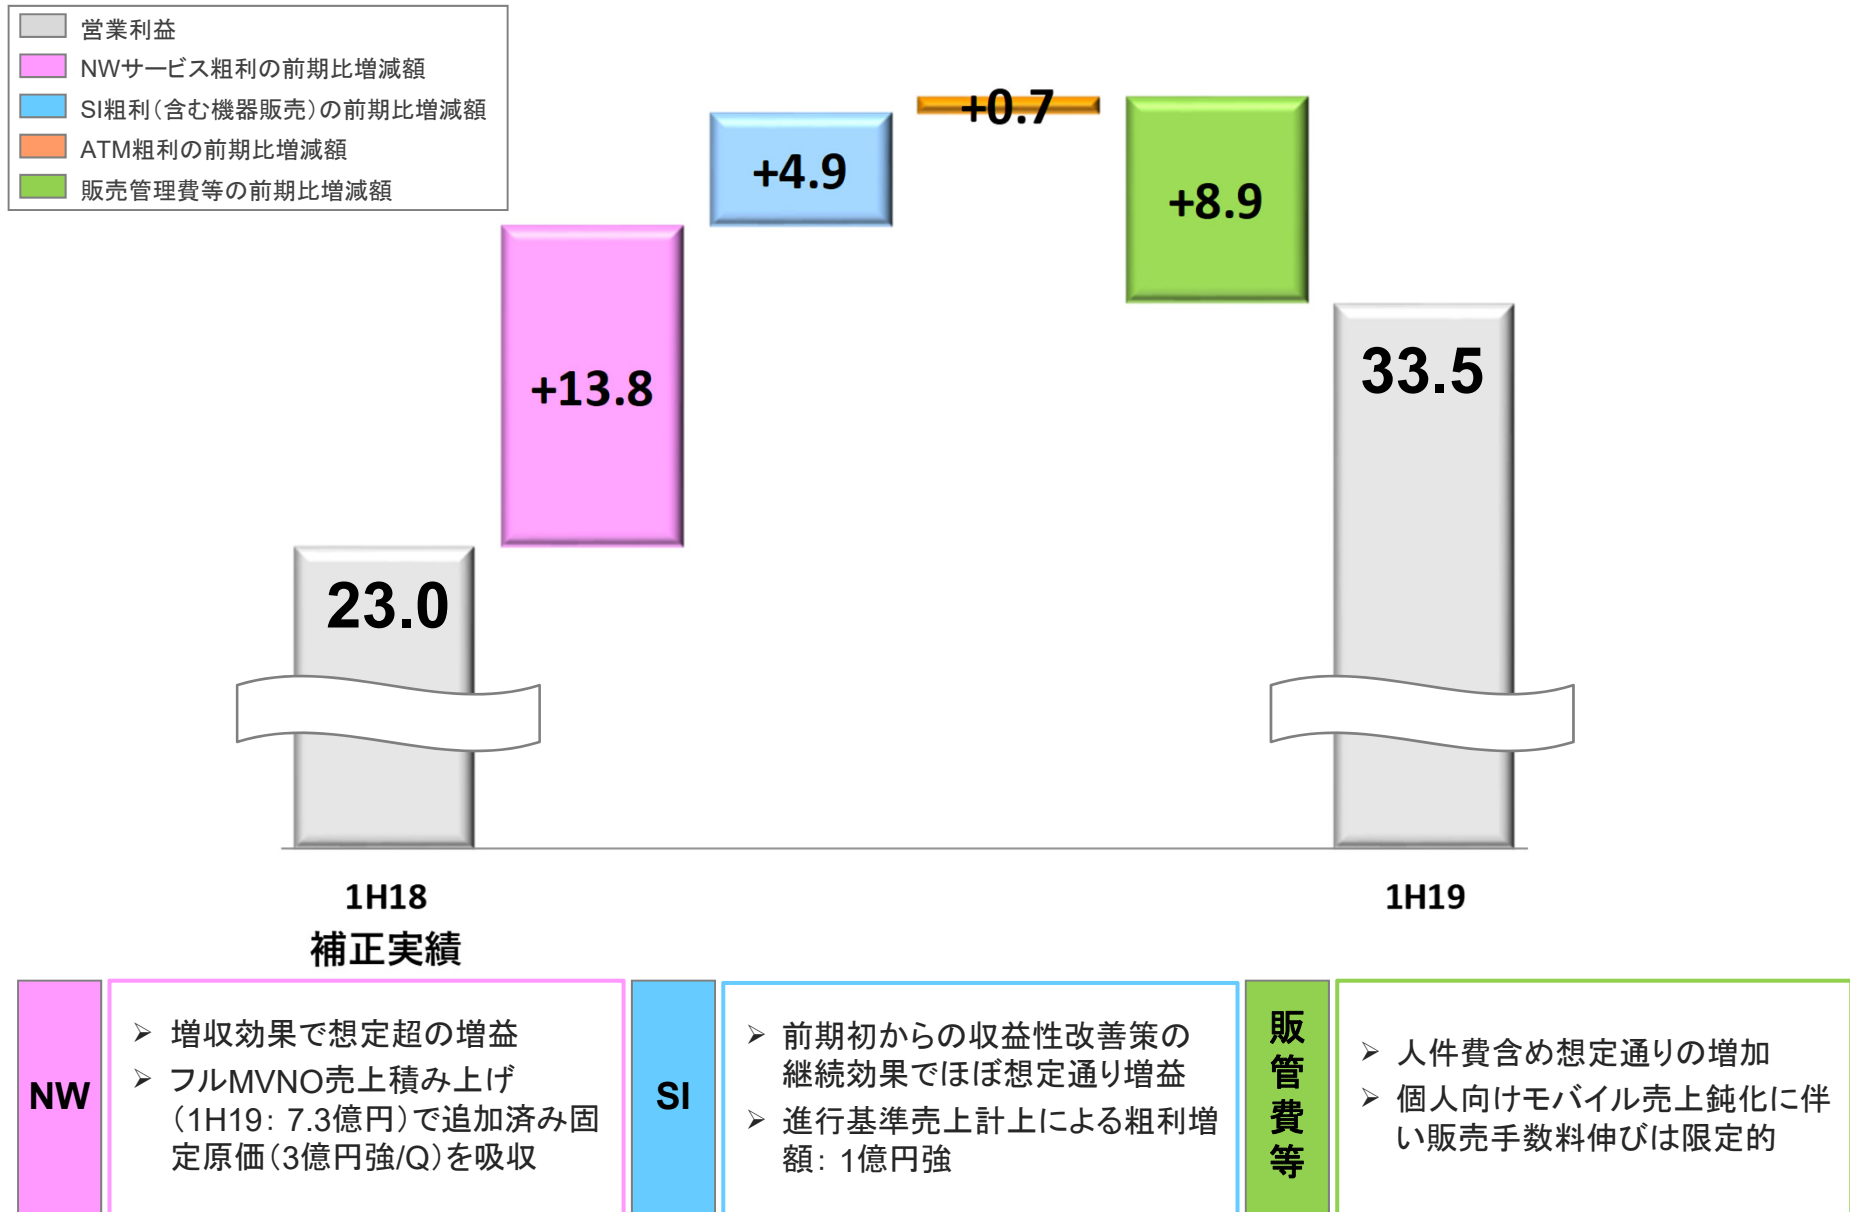 営業利益
NWサービス粗利の前期比増減額
SI粗利（含む機器販売）の前期比増減額
ATM粗利の前期比増減額
販売管理費等の前期比増減額
23.0
+13.8
+4.9
+0.7
+8.9
33.5
1H18
補正実績
1H19
NW
➢ 増収効果で想定超の増益
➢ フルMVNO売上積み上げ
（1H19： 7.3億円）で追加済み固
定原価（3億円強/Q）を吸収
SI
➢ 前期初からの収益性改善策の
継続効果でほぼ想定通り増益
➢ 進行基準売上計上による粗利増
額： 1億円強
販
管
費
等
➢ 人件費含め想定通りの増加
➢ 個人向けモバイル売上鈍化に伴
い販売手数料伸びは限定的